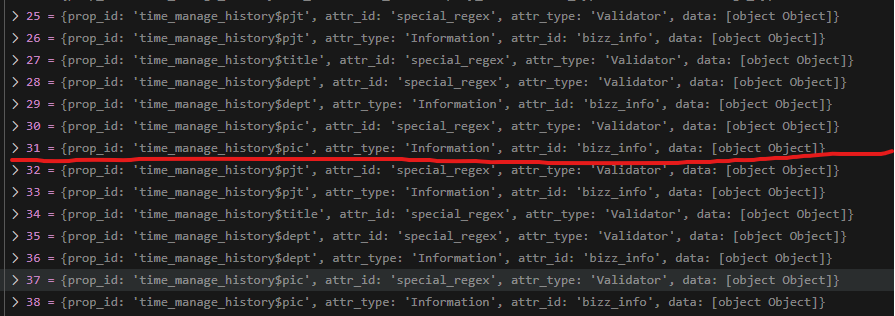 > 25 = {prop_id: 'time_manage_history$pjt', attr_id: 'special_regex', attr_type: 'Validator', data: [object Object]}
> 26 = {prop_id: 'time_manage_history$pjt', attr_type: 'Information', attr_id: 'bizz_info', data: [object Object]}
> 27 = {prop_id: 'time_manage_history$title', attr_id: 'special_regex', attr_type: 'Validator', data: [object Object]}
> 28 = {prop_id: 'time_manage_history$dept', attr_id: 'special_regex', attr_type: 'Validator', data: [object Object]}
> 29 = {prop_id: 'time_manage_history$dept', attr_type: 'Information', attr_id: 'bizz_info', data: [object Object]}
> 30 = {prop_id: 'time_manage_history$pic', attr_id: 'special_regex', attr_type: 'Validator', data: [object Object]}
> 31 = {prop_id: 'time_manage_history$pic', attr_type: 'Information', attr_id: 'bizz_info', data: [object Object]}
> 32 = {prop_id: 'time_manage_history$pjt', attr_id: 'special_regex', attr_type: 'Validator', data: [object Object]}
> 33 = {prop_id: 'time_manage_history$pjt', attr_type: 'Information', attr_id: 'bizz_info', data: [object Object]}
> 34 = {prop_id: 'time_manage_history$title', attr_id: 'special_regex', attr_type: 'Validator', data: [object Object]}
> 35 = {prop_id: 'time_manage_history$dept', attr_id: 'special_regex', attr_type: 'Validator', data: [object Object]}
> 36 = {prop_id: 'time_manage_history$dept', attr_type: 'Information', attr_id: 'bizz_info', data: [object Object]}
> 37 = {prop_id: 'time_manage_history$pic', attr_id: 'special_regex', attr_type: 'Validator', data: [object Object]}
> 38 = {prop_id: 'time_manage_history$pic', attr_type: 'Information', attr_id: 'bizz_info', data: [object Object]}